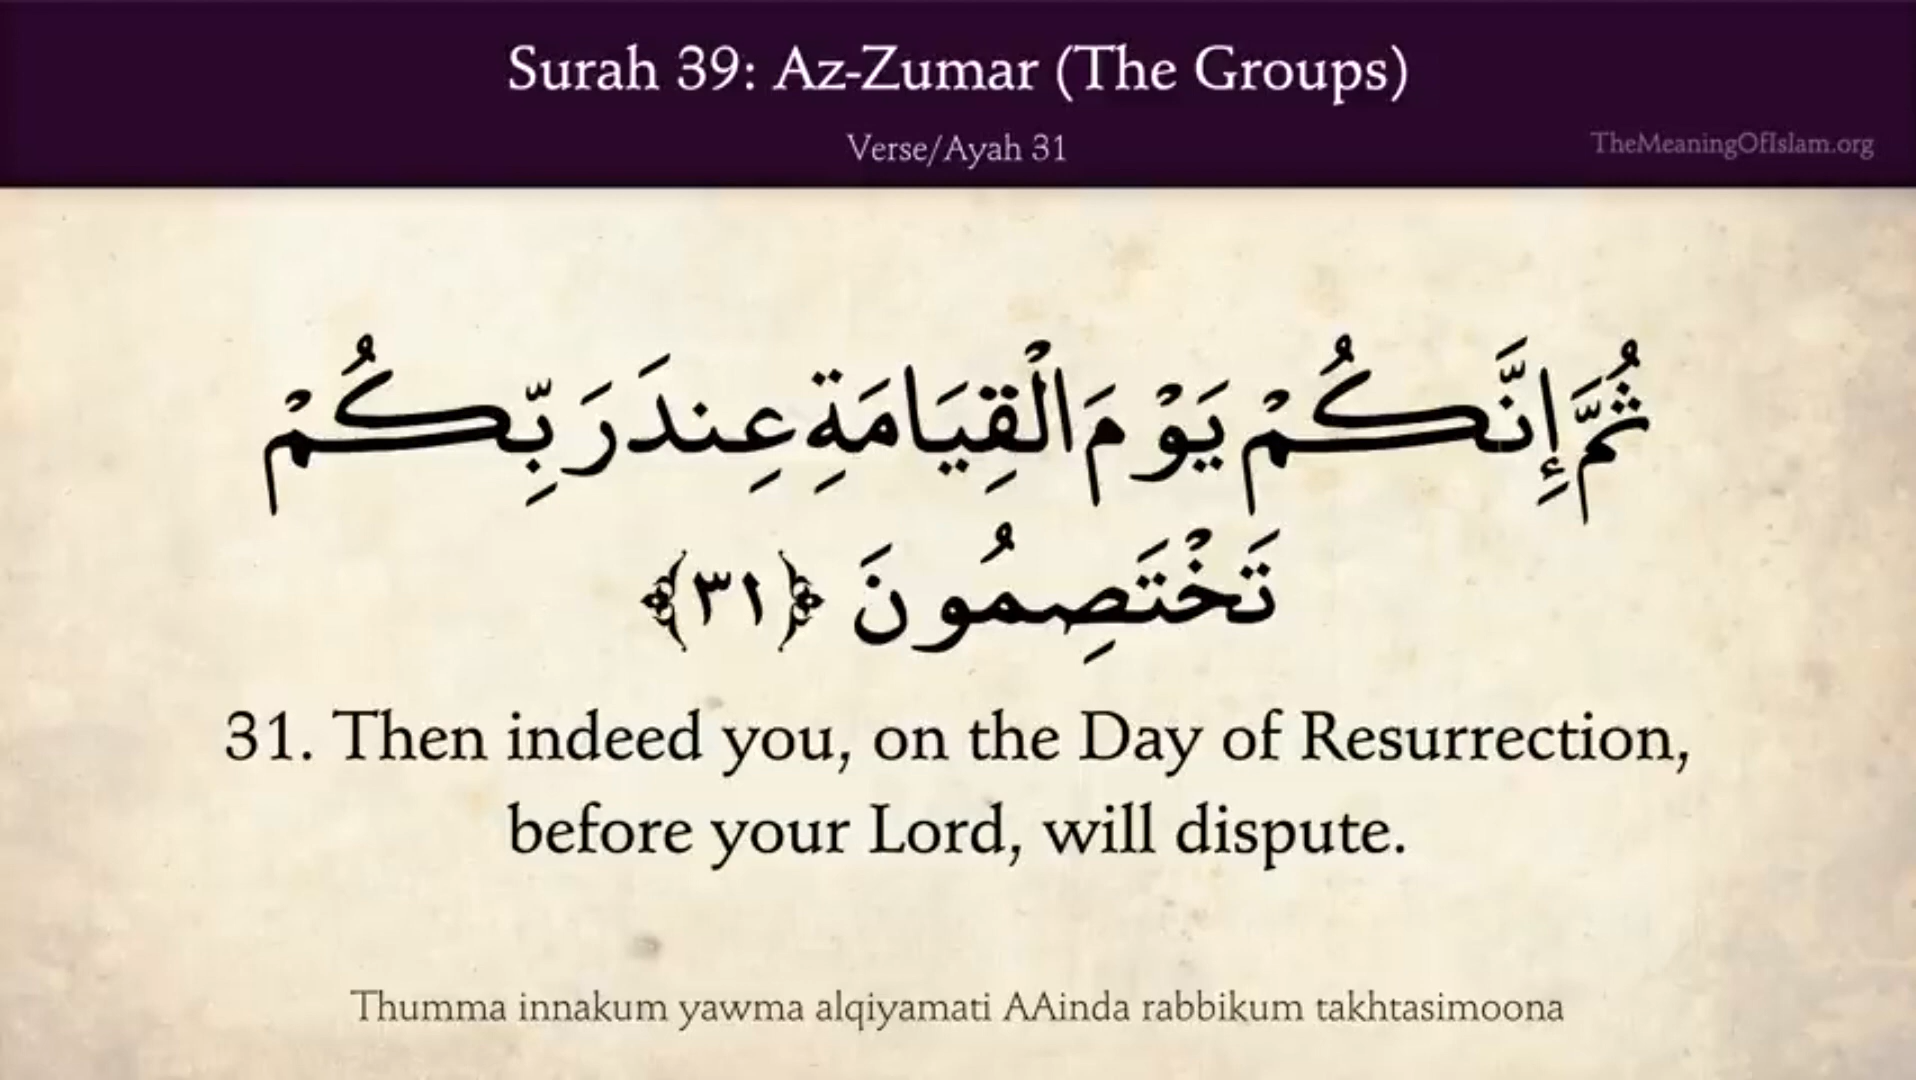 Surah 39: Az-Zumar (The Groups)
Verse/Ayah 31
TheMeaningOfIslam.org
ثُمَّ إِنَّكُمْ يَوْمَ الْقِيَامَةِ عِندَ رَبِّكُمْ
تَخْتَصِمُونَ ﴿٣١﴾
31. Then indeed you, on the Day of Resurrection,
before your Lord, will dispute.
Thumma innakum yawma alqiyamati AAinda rabbikum takhtasimoona